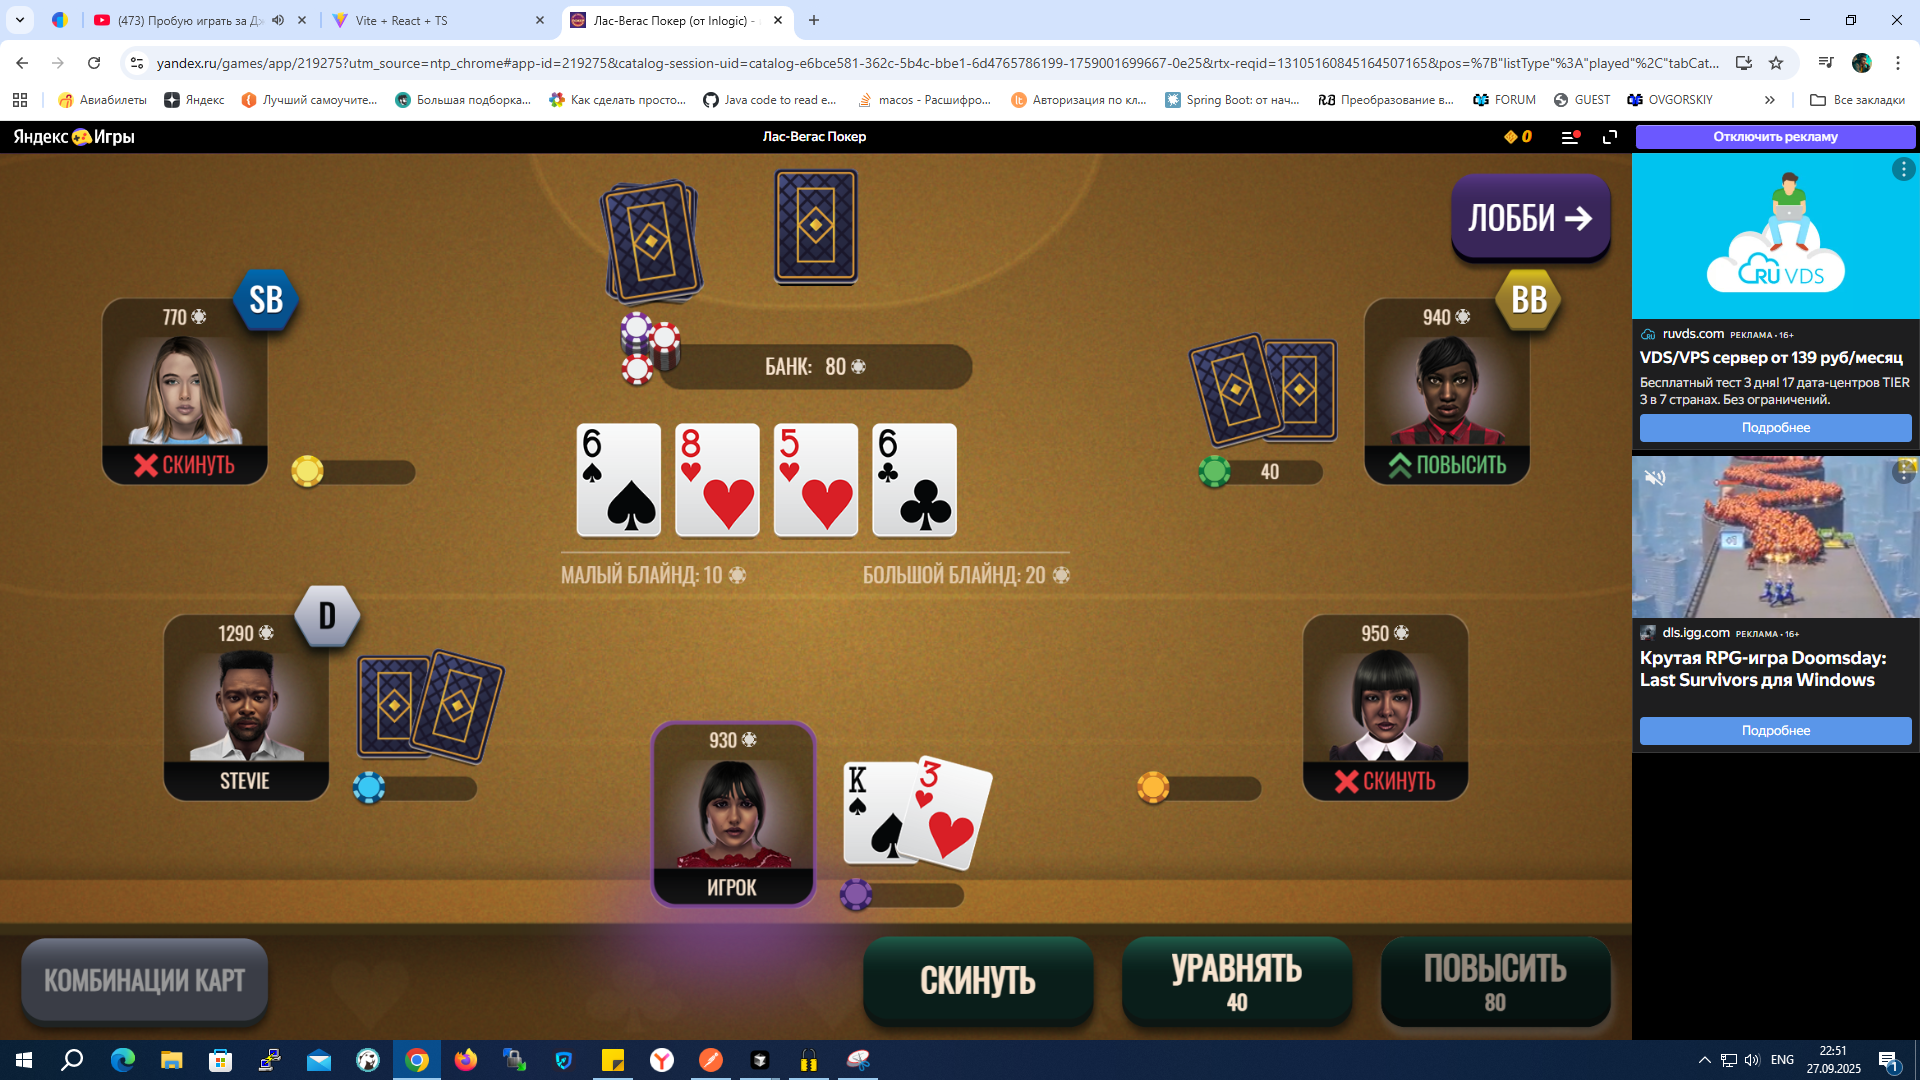 (473) Пробую играть за Дж
Vite + React + TS
Лас-Вегас Покер (от Inlogic) -
yandex.ru/games/app/219275?utm_source=ntp_chrome#app-id=219275&catalog-session-uid=catalog-e6bce581-362c-5b4c-bbe1-6d4765786199-1759001699667-0e25&rtx-reqid=13105160845164507165&pos=%7B"listType"%3A"played"%2C"tabCat...
Авиабилеты
Яндекс
Лучший самоучите...
Большая подборка...
Как сделать просто...
Java code to read e...
macos - Расшифро...
Авторизация по кл...
Spring Boot: от нач...
Преобразование в...
FORUM
GUEST
OVGORSKIY
Все закладки
Яндекс Игры
Лас-Вегас Покер
0
Отключить рекламу
ЛОББИ
SB
770
СКИНУТЬ
BB
940
ПОВЫСИТЬ
40
БАНК: 80
6
8
5
6
МАЛЫЙ БЛАЙНД: 10
БОЛЬШОЙ БЛАЙНД: 20
D
1290
STEVIE
950
СКИНУТЬ
930
ИГРОК
K
3
КОМБИНАЦИИ КАРТ
СКИНУТЬ
УРАВНЯТЬ
40
ПОВЫСИТЬ
80
RU VDS
ruvds.com РЕКЛАМА • 16+
VDS/VPS сервер от 139 руб/месяц
Бесплатный тест 3 дня! 17 дата-центров TIER
3 в 7 странах. Без ограничений.
Подробнее
dls.igg.com РЕКЛАМА • 16+
Крутая RPG-игра Doomsday:
Last Survivors для Windows
Подробнее
ENG
22:51
27.09.2025
1